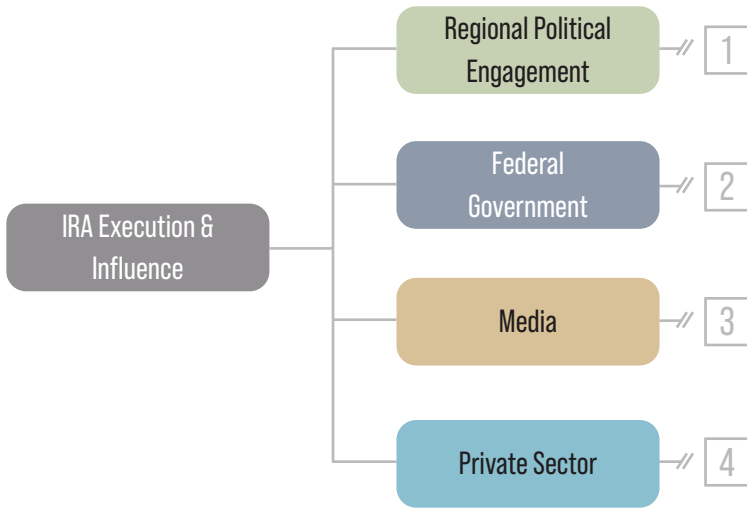 Regional Political
Engagement
1
Federal
Government
2
IRA Execution &
Influence
Media
3
Private Sector
4